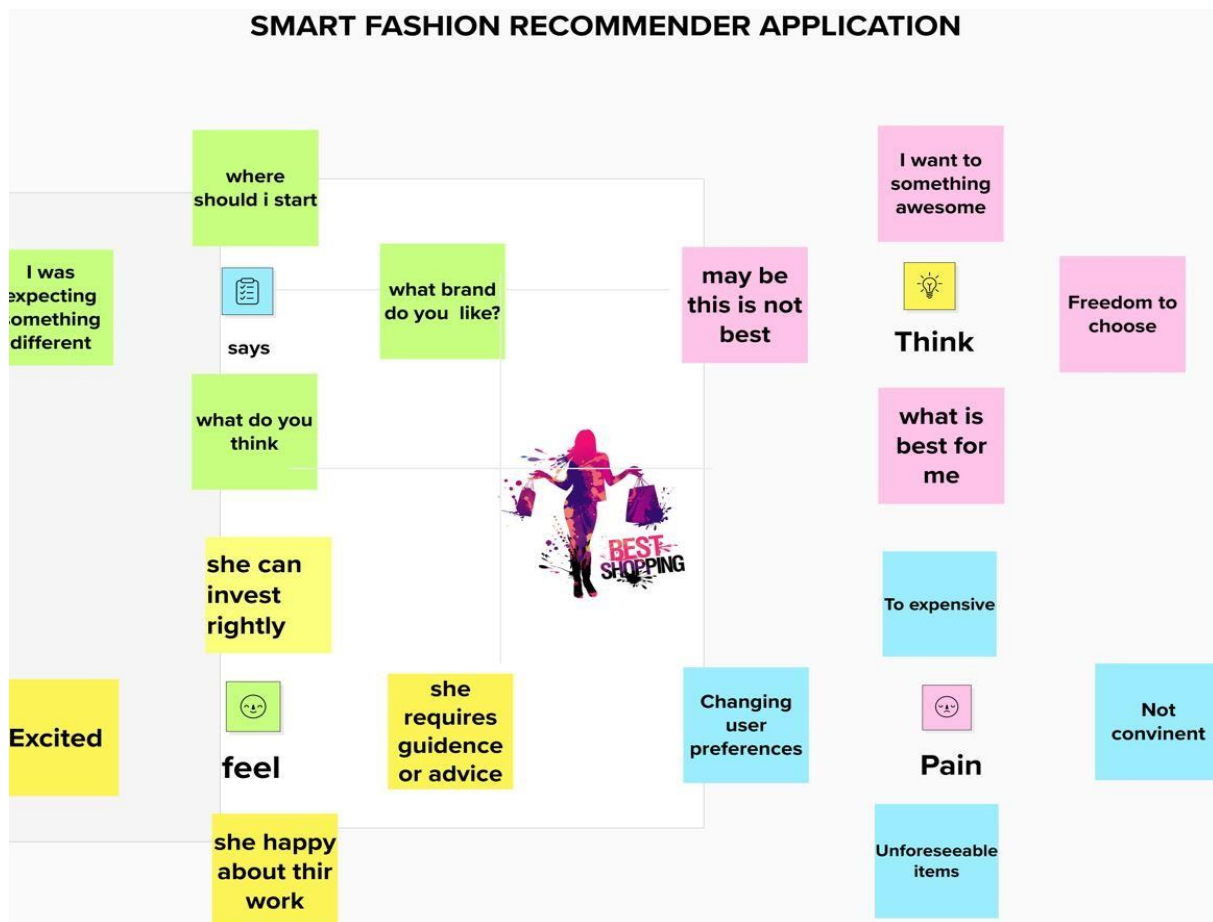 SMART FASHION RECOMMENDER APPLICATION
where
should i start
I was
expecting
something
different
says
what brand
do you like?
what do you
think
I want to
something
awesome
may be
this is not
best
Think
Freedom to
choose
what is
best for
me
BEST
SHOPPING
she can
invest
rightly
Excited
feel
she
requires
guidence
or advice
she happy
about thir
work
To expensive
Changing
user
preferences
Pain
Not
convinent
Unforeseeable
items